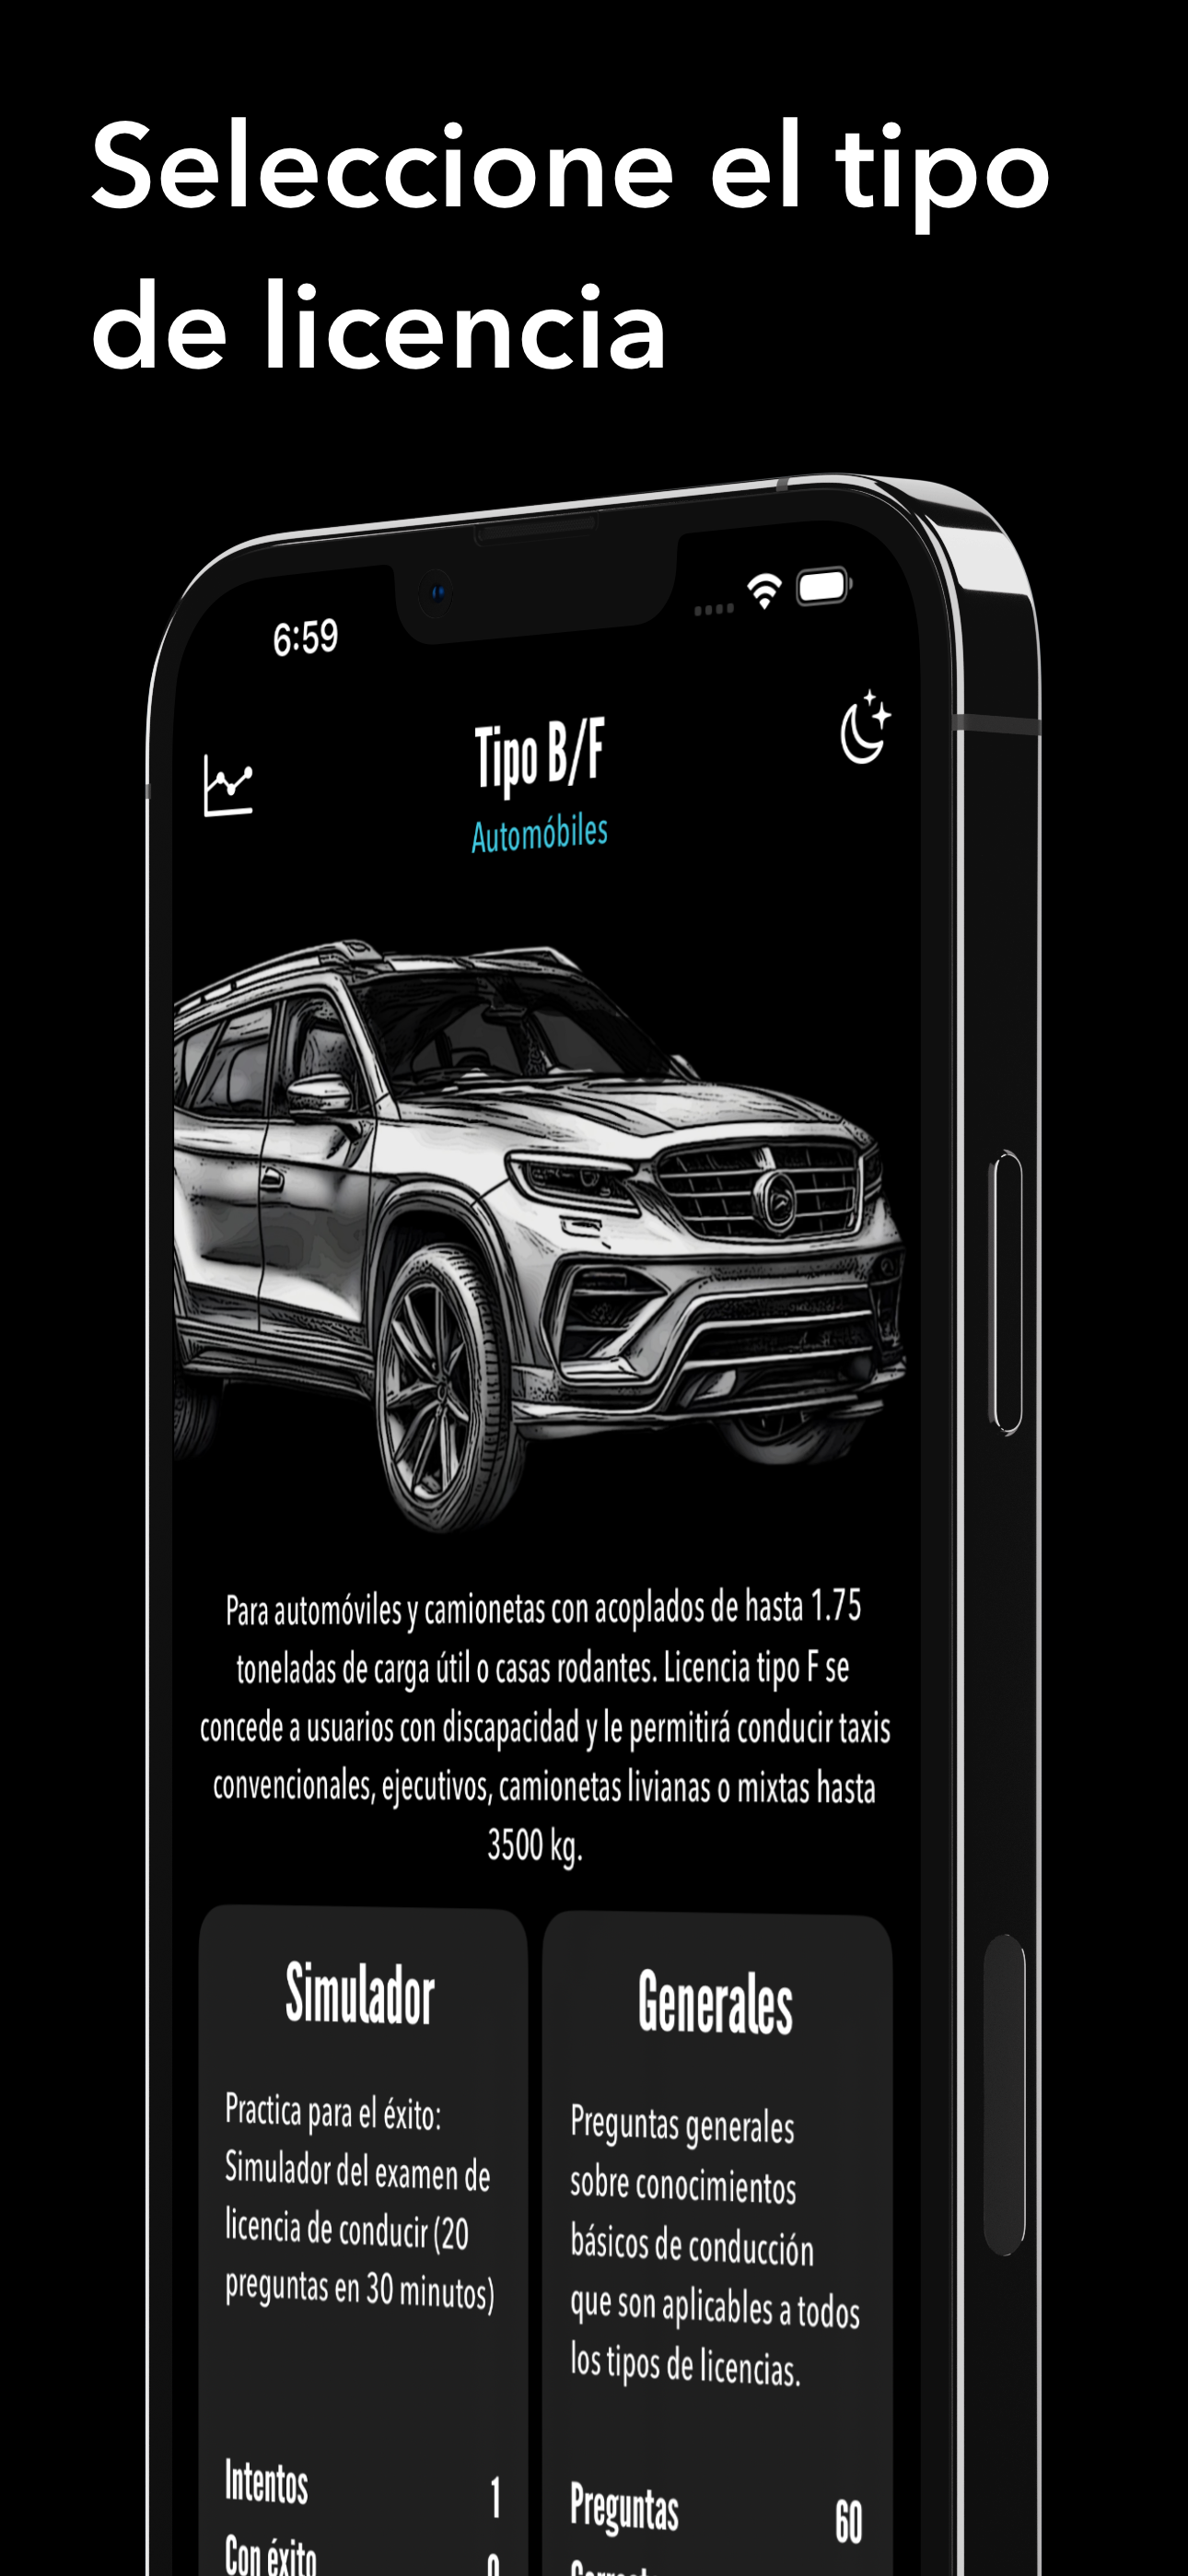 Seleccione el tipo
de licencia
6:59
Tipo B/F
Automóbiles
Para automóviles y camionetas con acoplados de hasta 1.75
toneladas de carga útil o casas rodantes. Licencia tipo F se
concede a usuarios con discapacidad y le permitirá conducir taxis
convencionales, ejecutivos, camionetas livianas o mixtas hasta
3500 kg.
Simulador
Practica para el éxito:
Simulador del examen de
licencia de conducir (20
preguntas en 30 minutos)
Intentos 1
Con éxito
Generales
Preguntas generales
sobre conocimientos
básicos de conducción
que son aplicables a todos
los tipos de licencias.
Preguntas 60